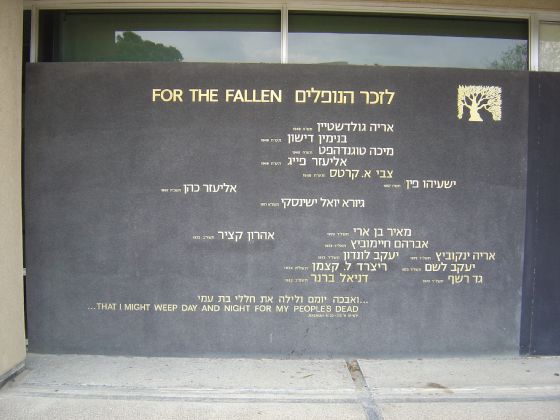 FOR THE FALLEN לזכר הנופלים
אריה גולדשטיין
בנימין דישון
מיכה טוגנדהפט
אליעזר פייג
צבי א. קרטס
ישעיהו פין
אליעזר כהן
גיורא יואל ישינסקי
מאיר בן ארי
אהרון קציר
אברהם חיימוביץ
אריה ינקוביץ יעקב לונדון
יעקב לשם ריצרד ל. קצמן
גד רשף דניאל ברנר
...ואבכה יומם ולילה את חללי בת עמי
...THAT I MIGHT WEEP DAY AND NIGHT FOR MY PEOPLE'S DEAD